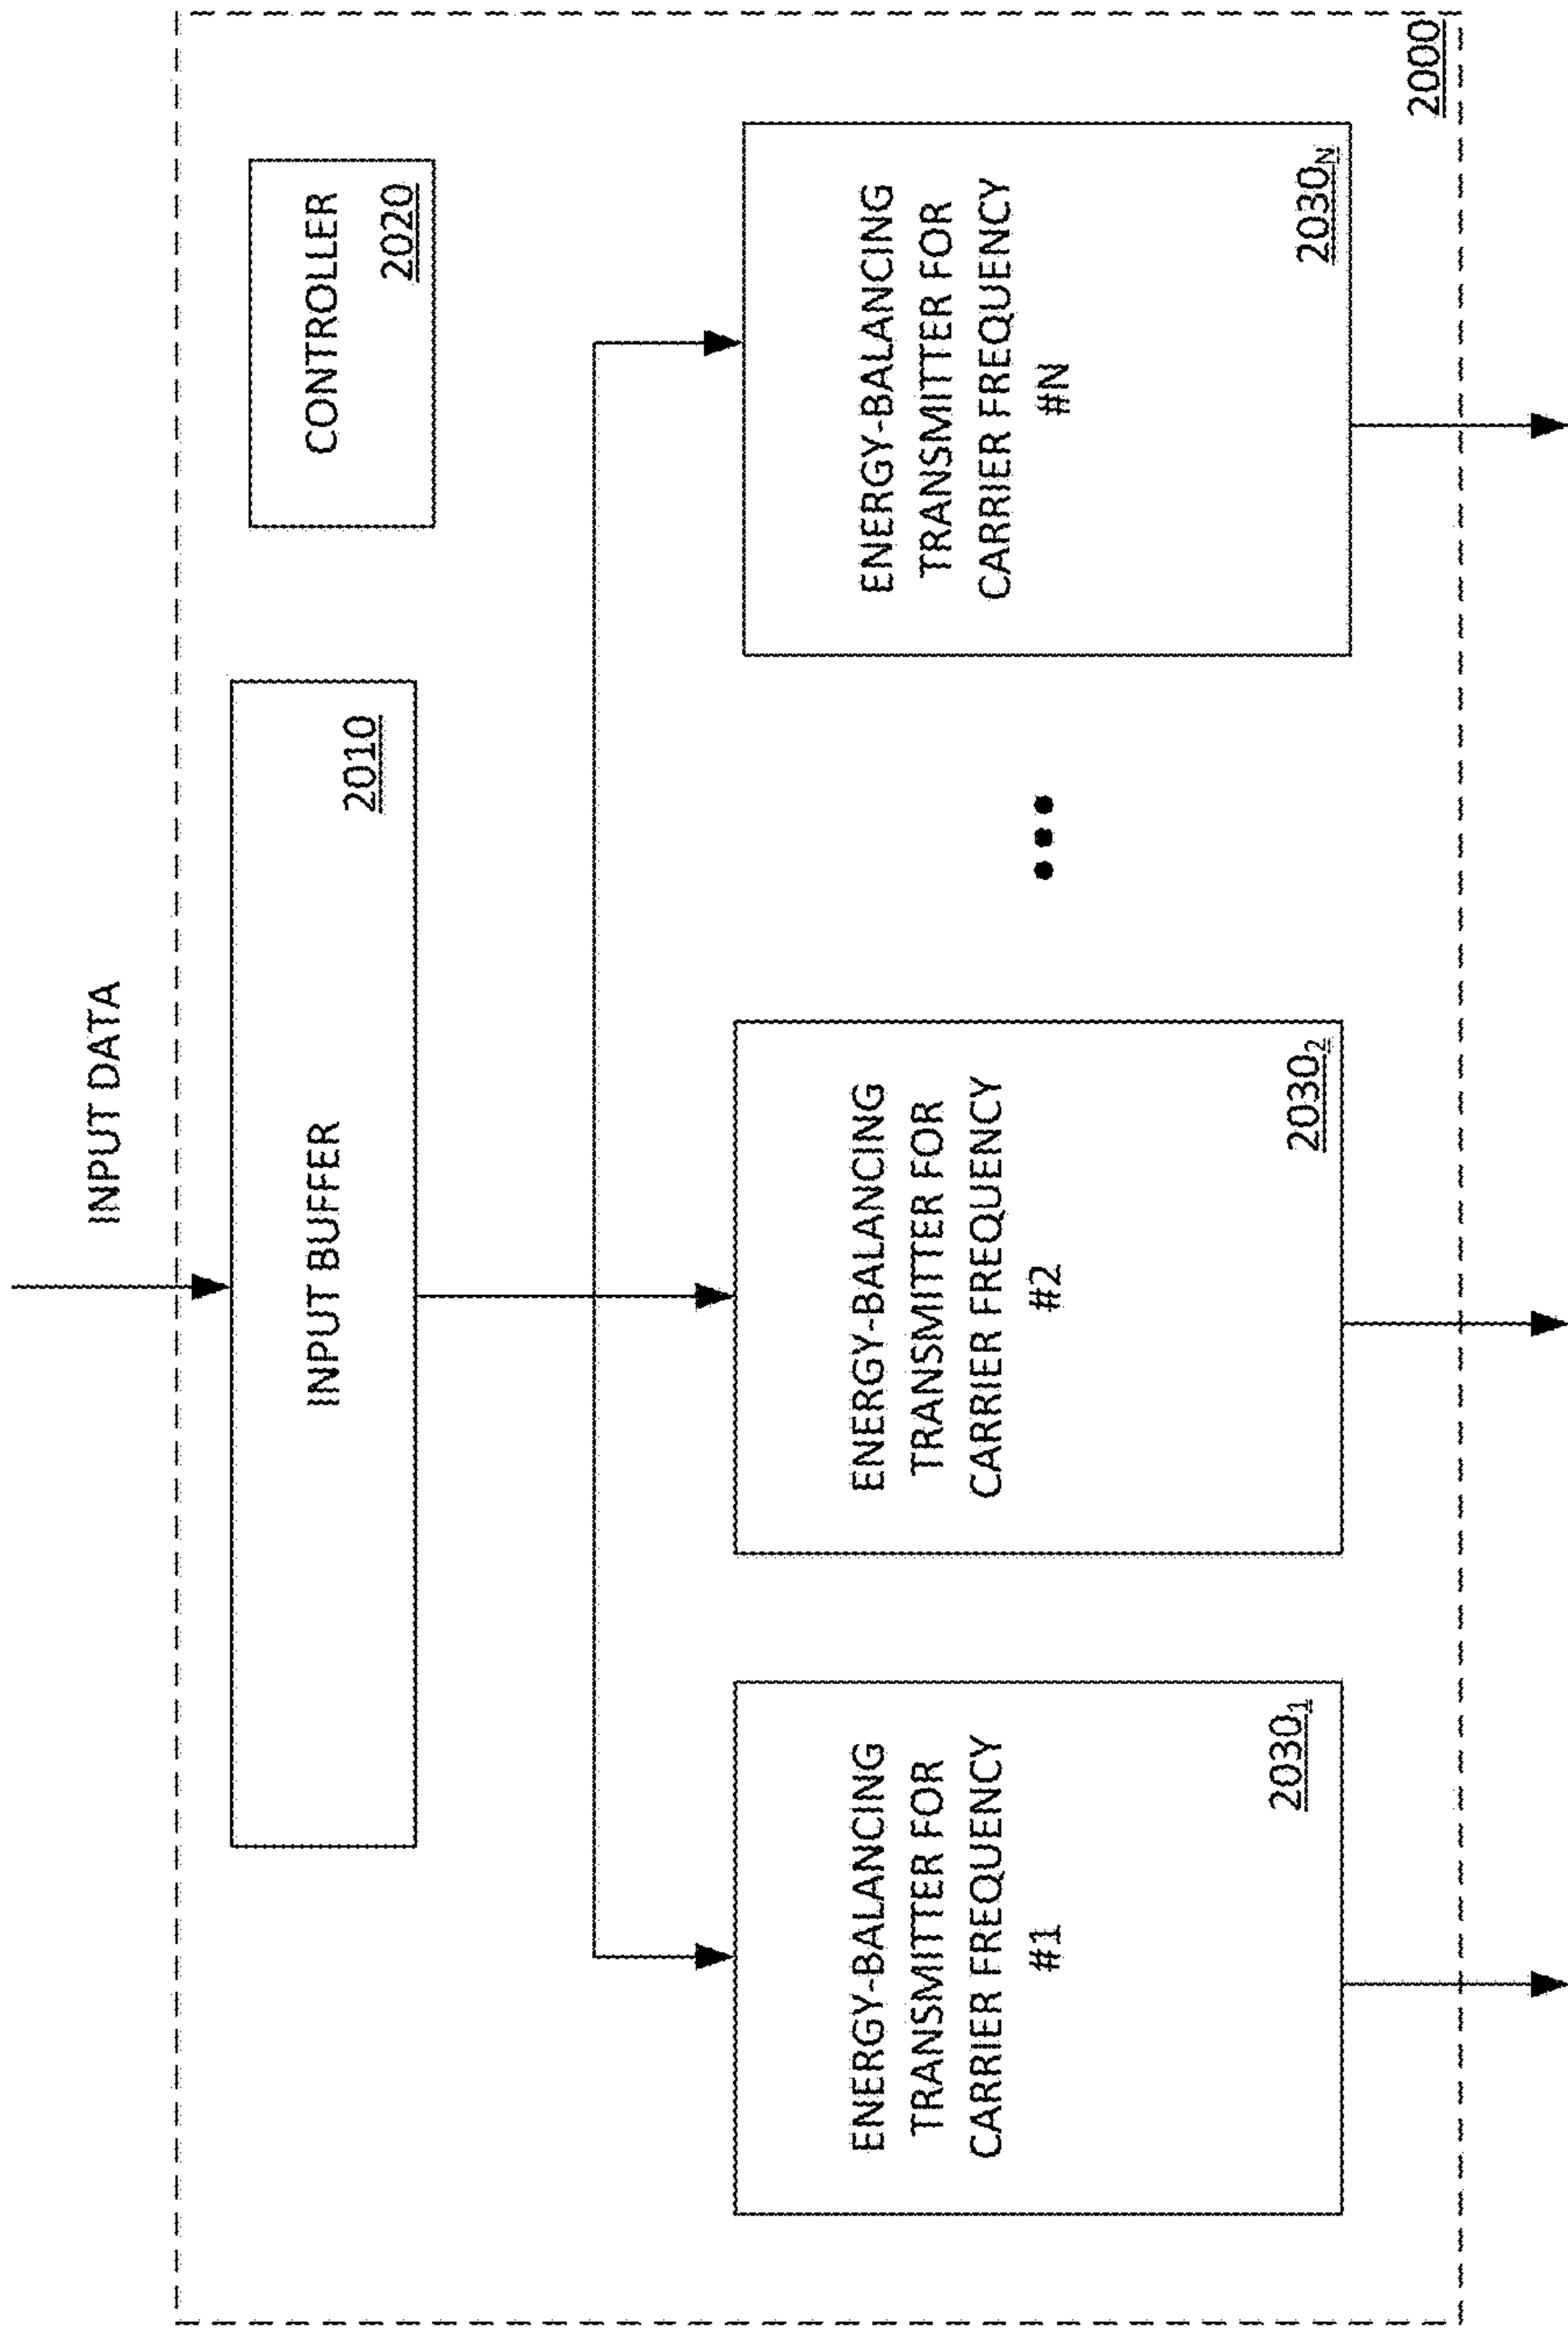 INPUT DATA
INPUT BUFFER
2010
CONTROLLER
2020
ENERGY-BALANCING
TRANSMITTER FOR
CARRIER FREQUENCY
#1
2030₁
ENERGY-BALANCING
TRANSMITTER FOR
CARRIER FREQUENCY
#2
2030₂
•••
ENERGY-BALANCING
TRANSMITTER FOR
CARRIER FREQUENCY
#N
2030N
2000